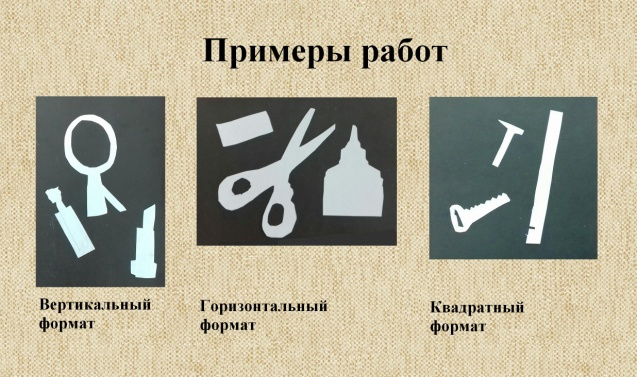 Примеры работ
Вертикальный
формат
Горизонтальный
формат
Квадратный
формат